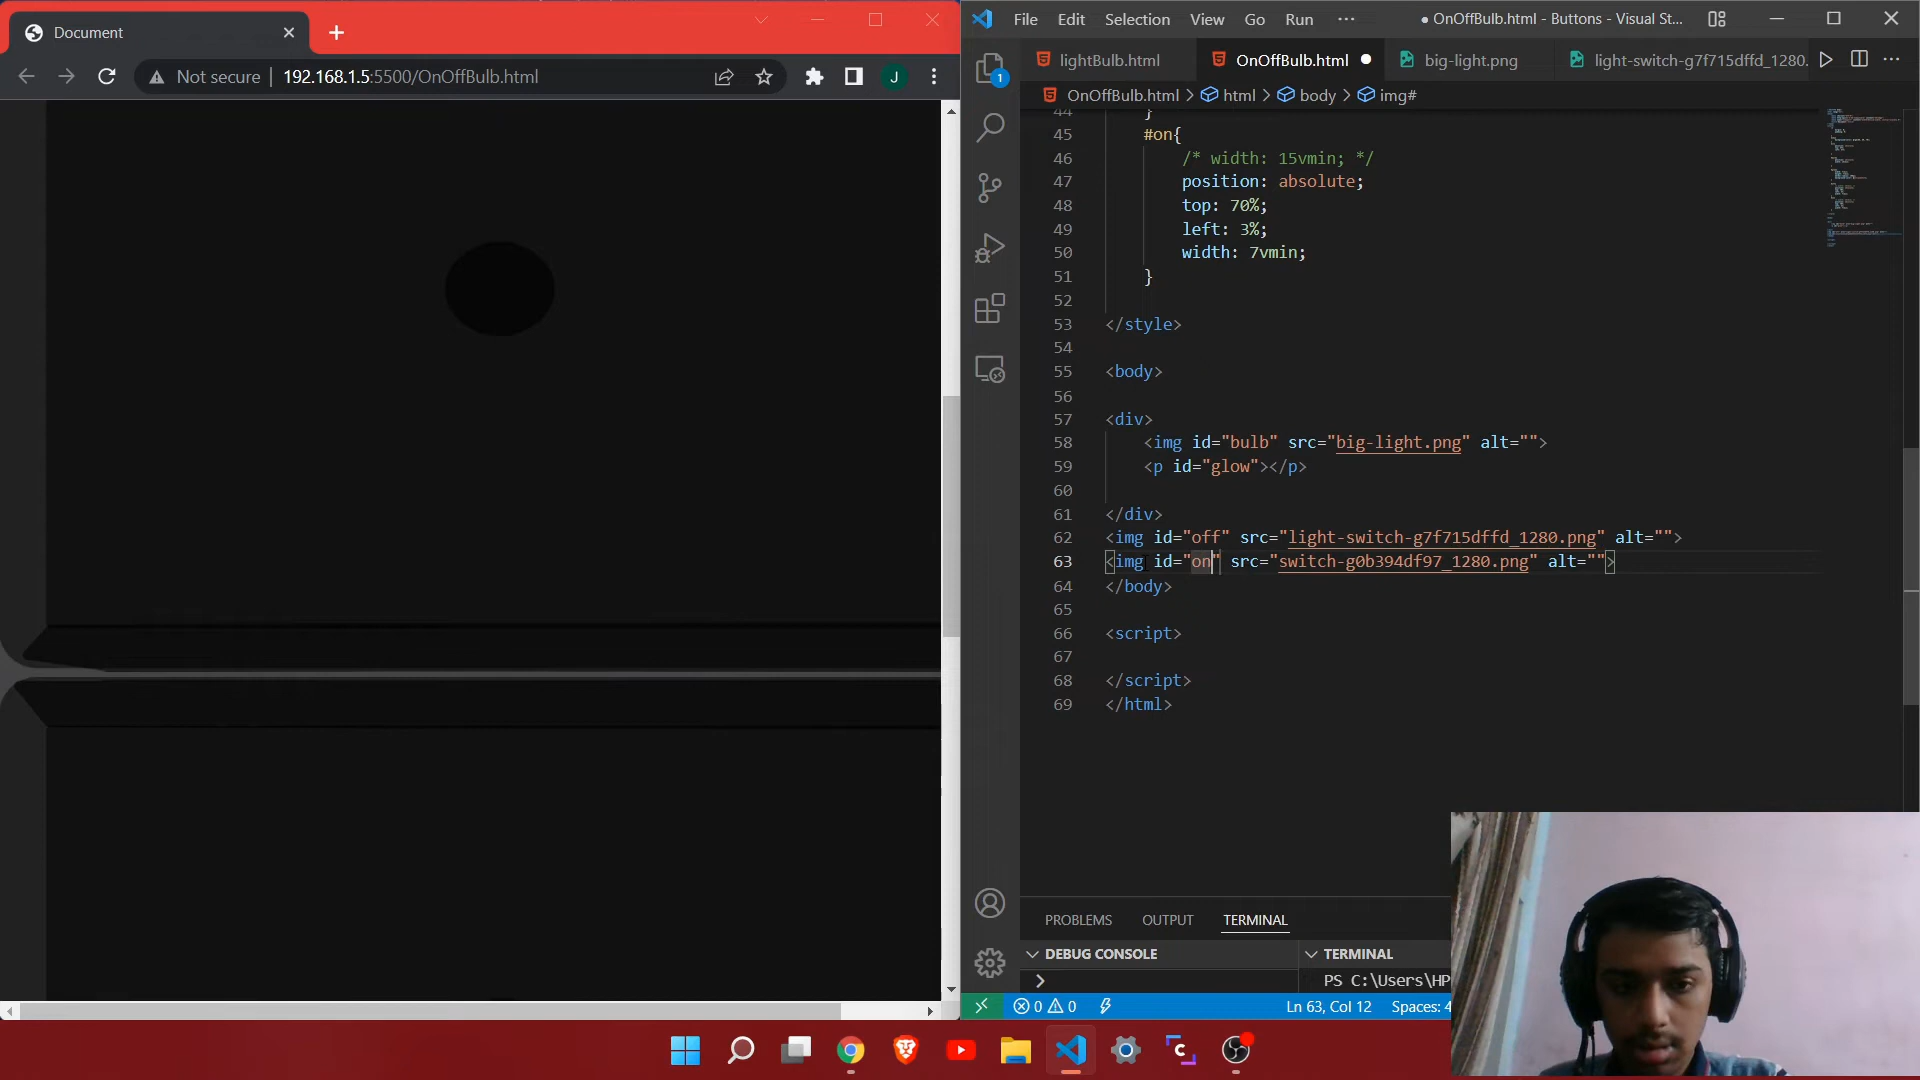 Document
Not secure | 192.168.1.5:5500/OnOffBulb.html
J
File Edit Selection View Go Run ···
● OnOffBulb.html - Buttons - Visual St...
lightBulb.html
OnOffBulb.html
big-light.png
light-switch-g7f715dffd_1280.
OnOffBulb.html > html > body > img#
1
44 }
45 #on{
46 /* width: 15vmin; */
47 position: absolute;
48 top: 70%;
49 left: 3%;
50 width: 7vmin;
51 }
52
53 </style>
54
55 <body>
56
57 <div>
58 <img id="bulb" src="big-light.png" alt="">
59 <p id="glow"></p>
60
61 </div>
62 <img id="off" src="light-switch-g7f715dffd_1280.png" alt="">
63 <img id="on" src="switch-g0b394df97_1280.png" alt="">
64 </body>
65
66 <script>
67
68 </script>
69 </html>
PROBLEMS OUTPUT TERMINAL
DEBUG CONSOLE
TERMINAL
>
PS C:\Users\HP
0 0
Ln 63, Col 12 Spaces: 4